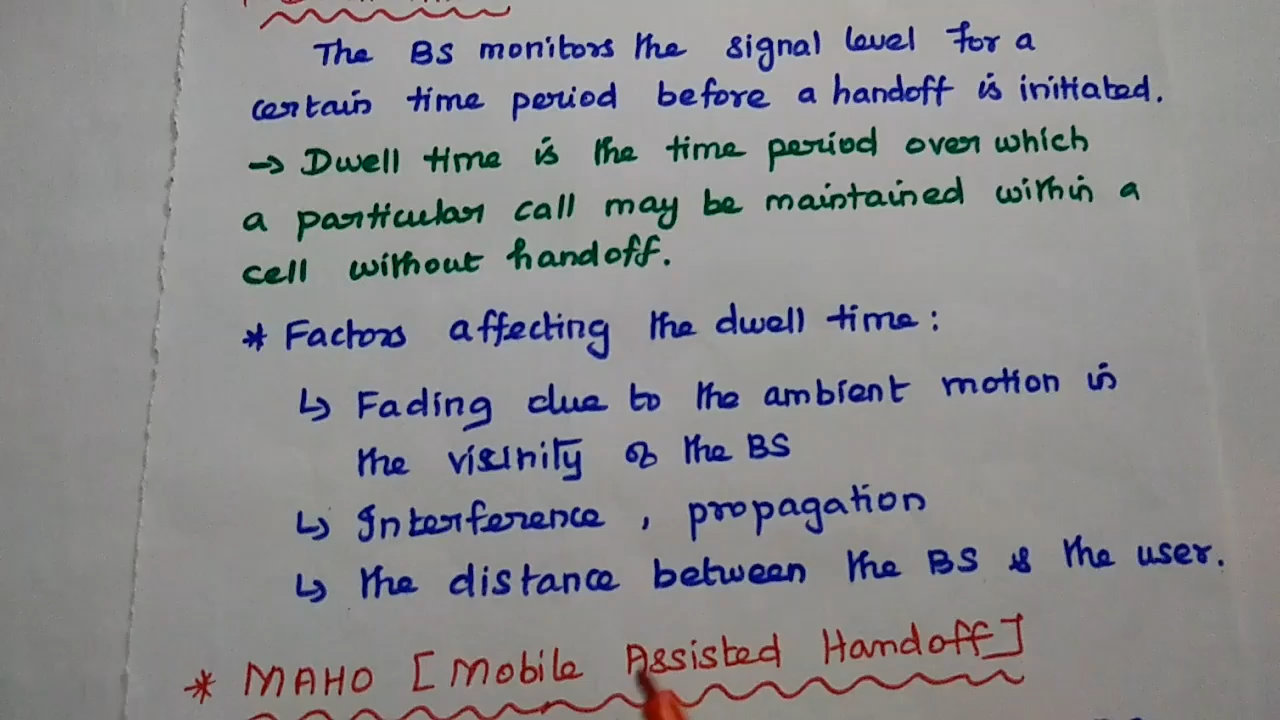 The BS monitors the signal level for a
certain time period before a handoff is initiated.
→ Dwell time is the time period over which
a particular call may be maintained within a
cell without handoff.
* Factors affecting the dwell time :
↳ Fading due to the ambient motion in
the visinity of the BS
↳ Interference , propagation
↳ the distance between the BS & the user.
* MAHO [Mobile Assisted Handoff]